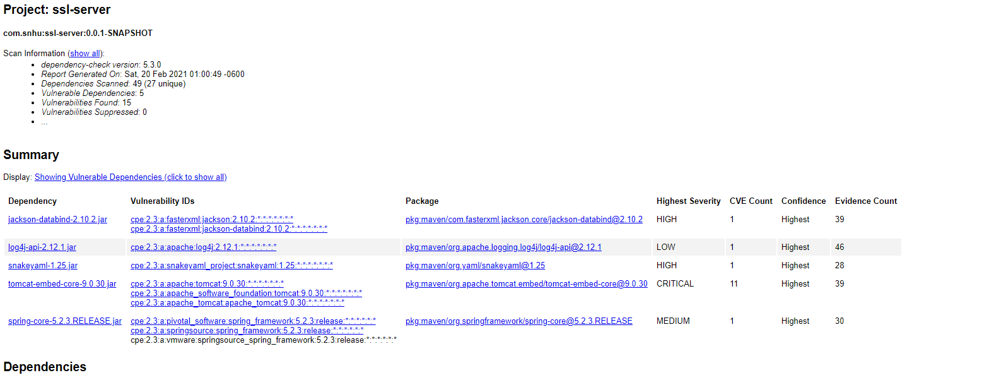 Project: ssl-server
com.snhu:ssl-server:0.0.1-SNAPSHOT
Scan Information (show all):
• dependency-check version: 5.3.0
• Report Generated On: Sat, 20 Feb 2021 01:00:49 -0600
• Dependencies Scanned: 49 (27 unique)
• Vulnerable Dependencies: 5
• Vulnerabilities Found: 15
• Vulnerabilities Suppressed: 0
• ...
Summary
Display: Showing Vulnerable Dependencies (click to show all)
Dependency Vulnerability IDs Package Highest Severity CVE Count Confidence Evidence Count
jackson-databind-2.10.2.jar cpe:2.3:a:fasterxml:jackson:2.10.2:*:*:*:*:*:*:* pkg:maven/com.fasterxml.jackson.core/jackson-databind@2.10.2 HIGH 1 Highest 39
cpe:2.3:a:fasterxml:jackson-databind:2.10.2:*:*:*:*:*:*:*
log4j-api-2.12.1.jar cpe:2.3:a:apache:log4j:2.12.1:*:*:*:*:*:*:* pkg:maven/org.apache.logging.log4j/log4j-api@2.12.1 LOW 1 Highest 46
snakeyaml-1.25.jar cpe:2.3:a:snakeyaml_project:snakeyaml:1.25:*:*:*:*:*:*:* pkg:maven/org.yaml/snakeyaml@1.25 HIGH 1 Highest 28
tomcat-embed-core-9.0.30.jar cpe:2.3:a:apache:tomcat:9.0.30:*:*:*:*:*:*:* pkg:maven/org.apache.tomcat.embed/tomcat-embed-core@9.0.30 CRITICAL 11 Highest 39
cpe:2.3:a:apache_software_foundation:tomcat:9.0.30:*:*:*:*:*:*:*
cpe:2.3:a:apache_tomcat:apache_tomcat:9.0.30:*:*:*:*:*:*:*
spring-core-5.2.3.RELEASE.jar cpe:2.3:a:pivotal_software:spring_framework:5.2.3:release:*:*:*:*:*:* pkg:maven/org.springframework/spring-core@5.2.3.RELEASE MEDIUM 1 Highest 30
cpe:2.3:a:springsource:spring_framework:5.2.3:release:*:*:*:*:*:*
cpe:2.3:a:vmware:springsource_spring_framework:5.2.3:release:*:*:*:*:*:*
Dependencies